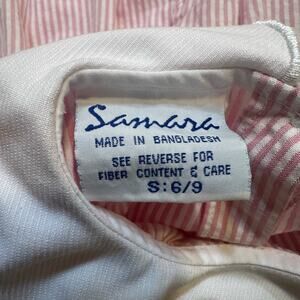 Samara
MADE IN BANGLADESH
SEE REVERSE FOR
FIBER CONTENT & CARE
S: 6/9